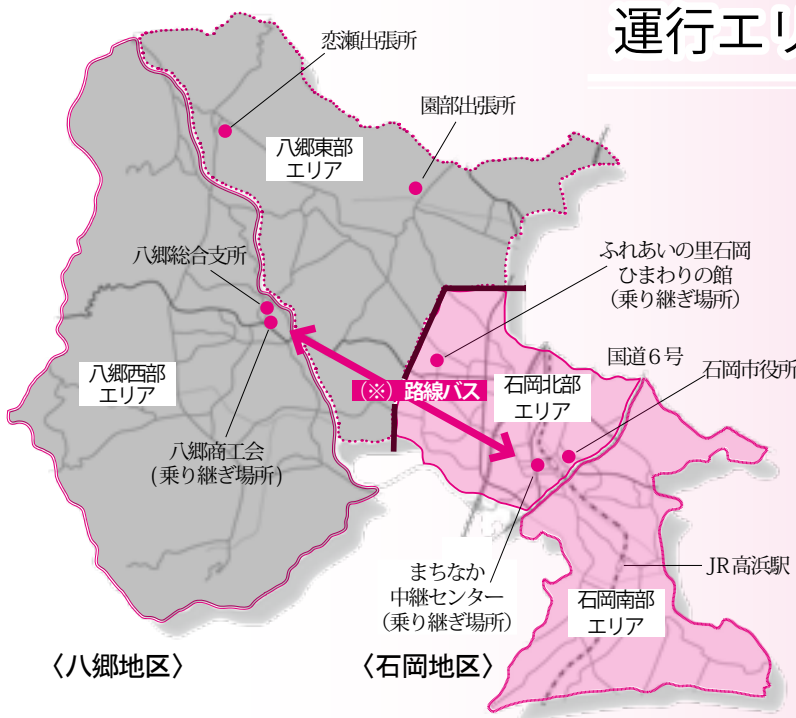 運行エリ
恋瀬出張所
園部出張所
八郷東部
エリア
八郷総合支所
ふれあいの里石岡
ひまわりの館
(乗り継ぎ場所)
国道6号
石岡市役所
八郷西部
エリア
(※) 路線バス
石岡北部
エリア
八郷商工会
(乗り継ぎ場所)
まちなか
中継センター
(乗り継ぎ場所)
JR高浜駅
石岡南部
エリア
〈八郷地区〉
〈石岡地区〉